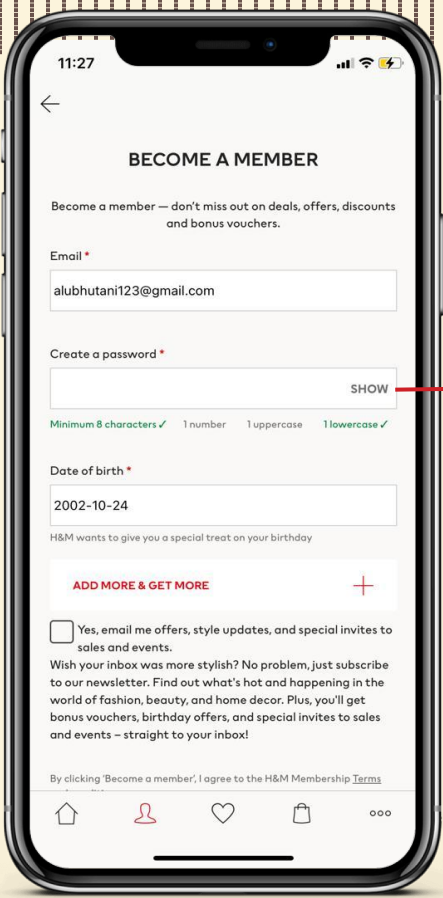 11:27
BECOME A MEMBER
Become a member — don't miss out on deals, offers, discounts
and bonus vouchers.
Email *
alubhutani123@gmail.com
Create a password *
SHOW
Minimum 8 characters ✓ 1 number 1 uppercase 1 lowercase ✓
Date of birth *
2002-10-24
H&M wants to give you a special treat on your birthday
ADD MORE & GET MORE
Yes, email me offers, style updates, and special invites to
sales and events.
Wish your inbox was more stylish? No problem, just subscribe
to our newsletter. Find out what's hot and happening in the
world of fashion, beauty, and home decor. Plus, you'll get
bonus vouchers, birthday offers, and special invites to sales
and events – straight to your inbox!
By clicking 'Become a member', I agree to the H&M Membership Terms